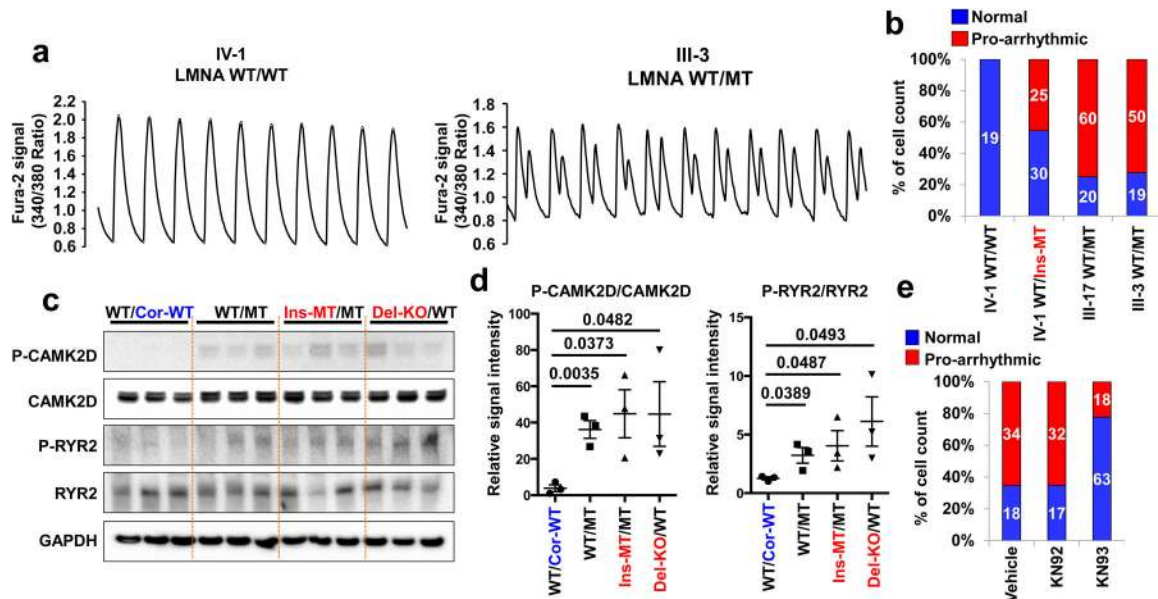 a
IV-1
LMNA WT/WT
Fura-2 signal
(340/380 Ratio)
2.2
2.0
1.8
1.6
1.4
1.2
1.0
0.8
0.6
III-3
LMNA WT/MT
Fura-2 signal
(340/380 Ratio)
1.8
1.6
1.4
1.2
1.0
0.8
0.6
b
Normal
Pro-arrhythmic
% of cell count
100%
80%
60%
40%
20%
0%
19
25
30
60
20
50
19
IV-1 WT/WT
IV-1 WT/Ins-MT
III-17 WT/MT
III-3 WT/MT
c
WT/Cor-WT WT/MT Ins-MT/MT Del-KO/WT
P-CAMK2D
CAMK2D
P-RYR2
RYR2
GAPDH
d
P-CAMK2D/CAMK2D
Relative signal intensity
100
80
60
40
20
0
0.0482
0.0373
0.0035
WT/Cor-WT
WT/MT
Ins-MT/MT
Del-KO/WT
P-RYR2/RYR2
Relative signal intensity
15
10
5
0
0.0493
0.0487
0.0389
WT/Cor-WT
WT/MT
Ins-MT/MT
Del-KO/WT
e
Normal
Pro-arrhythmic
% of cell count
100%
80%
60%
40%
20%
0%
34
18
32
17
18
63
Vehicle
KN92
KN93